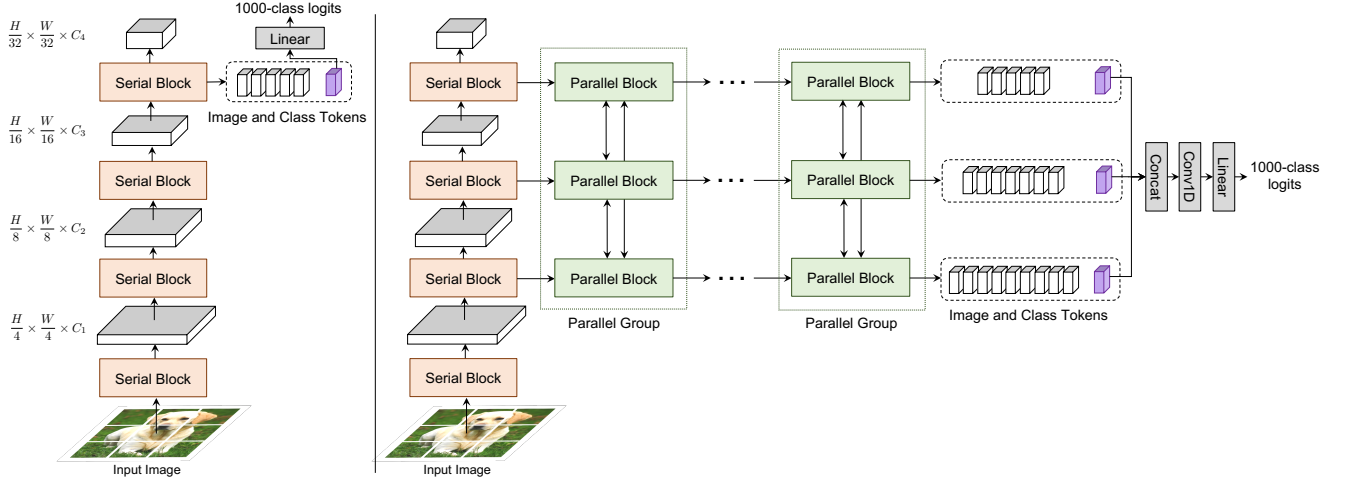 1000-class logits
Linear
H/32 × W/32 × C₄
Serial Block
Image and Class Tokens
H/16 × W/16 × C₃
Serial Block
H/8 × W/8 × C₂
Serial Block
H/4 × W/4 × C₁
Serial Block
Input Image
Serial Block
Parallel Block
...
Parallel Block
Serial Block
Parallel Block
...
Parallel Block
Serial Block
Parallel Block
...
Parallel Block
Serial Block
Input Image
Parallel Group
Parallel Group
Image and Class Tokens
Concat
Conv1D
Linear
1000-class
logits